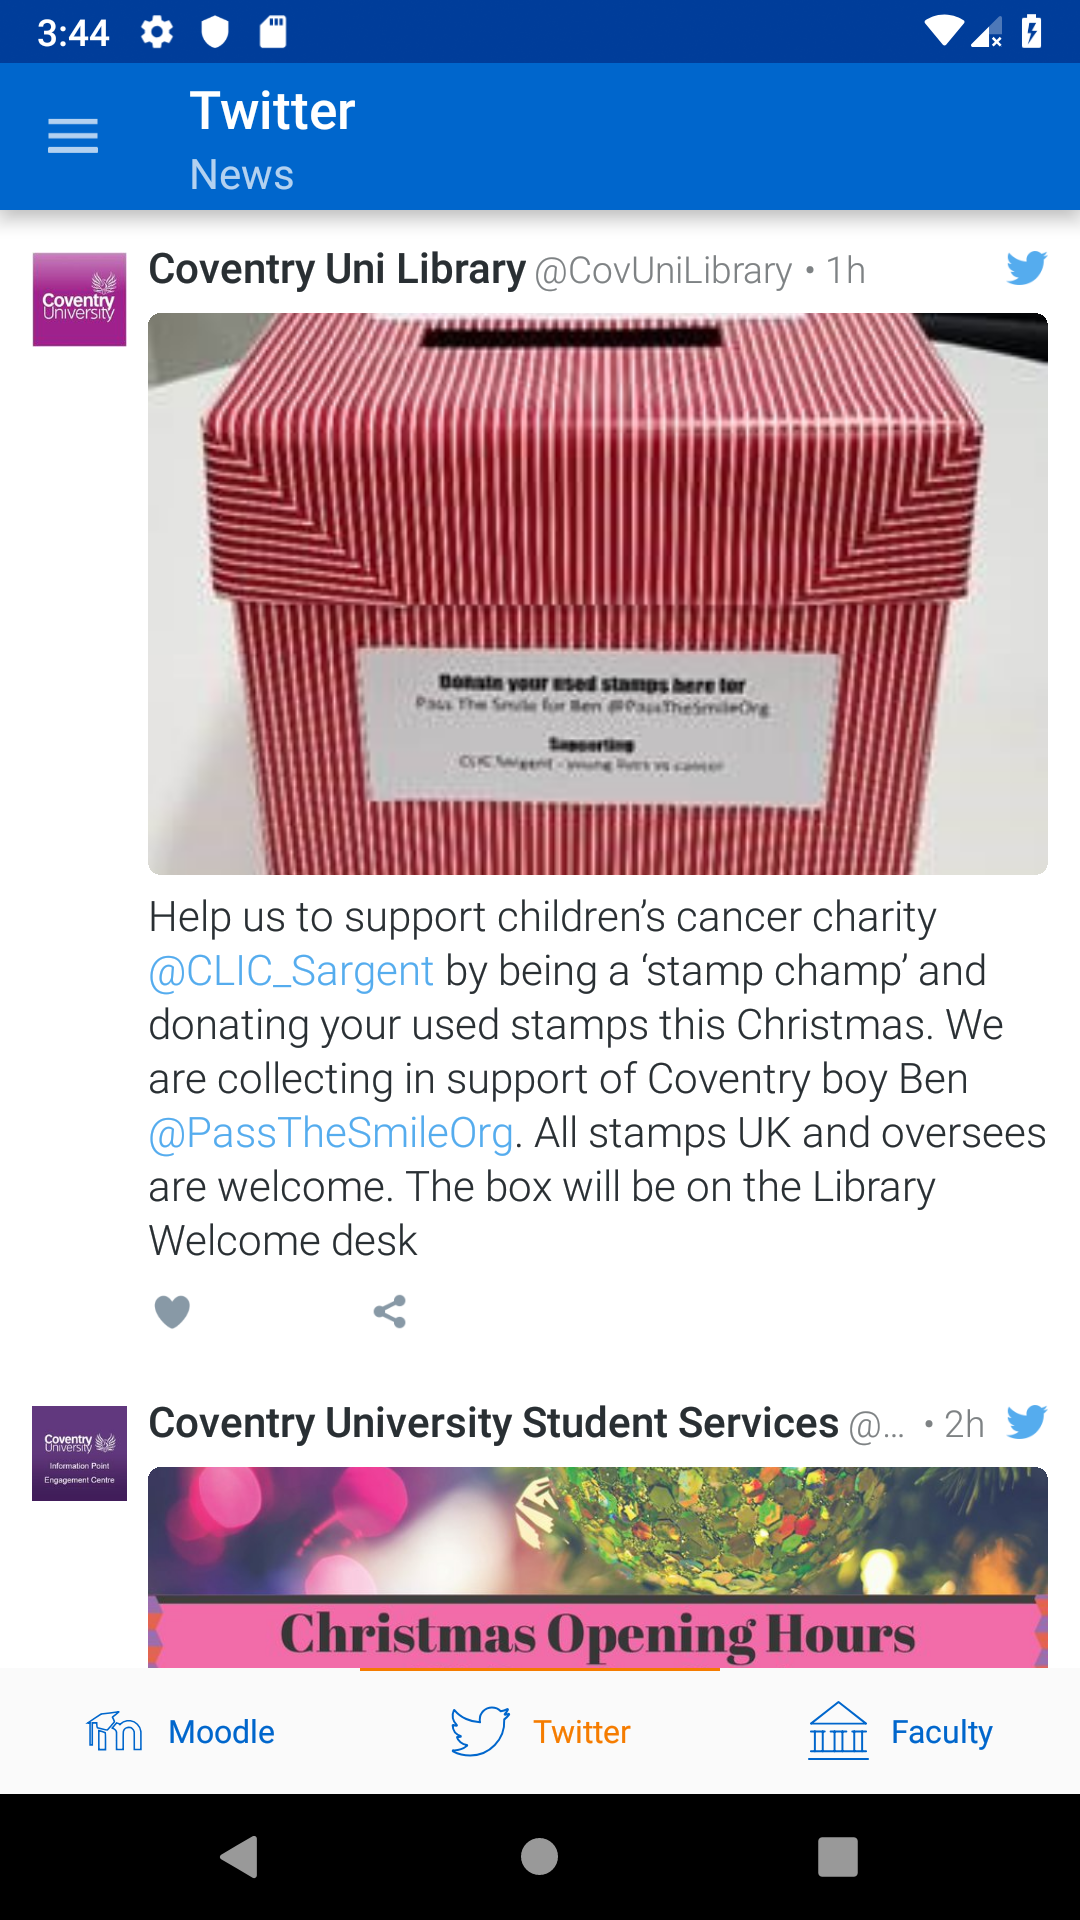 3:44
Twitter
News
Coventry Uni Library @CovUniLibrary • 1h
Coventry
University
Donate your used stamps here for
Pass The Smile for Ben @PassTheSmileOrg
Supporting
CLIC Sargent - young lives vs cancer
Help us to support children’s cancer charity
@CLIC_Sargent by being a ‘stamp champ’ and
donating your used stamps this Christmas. We
are collecting in support of Coventry boy Ben
@PassTheSmileOrg. All stamps UK and oversees
are welcome. The box will be on the Library
Welcome desk
Coventry University Student Services @... • 2h
Coventry
University
Information Point
Engagement Centre
Christmas Opening Hours
Moodle
Twitter
Faculty